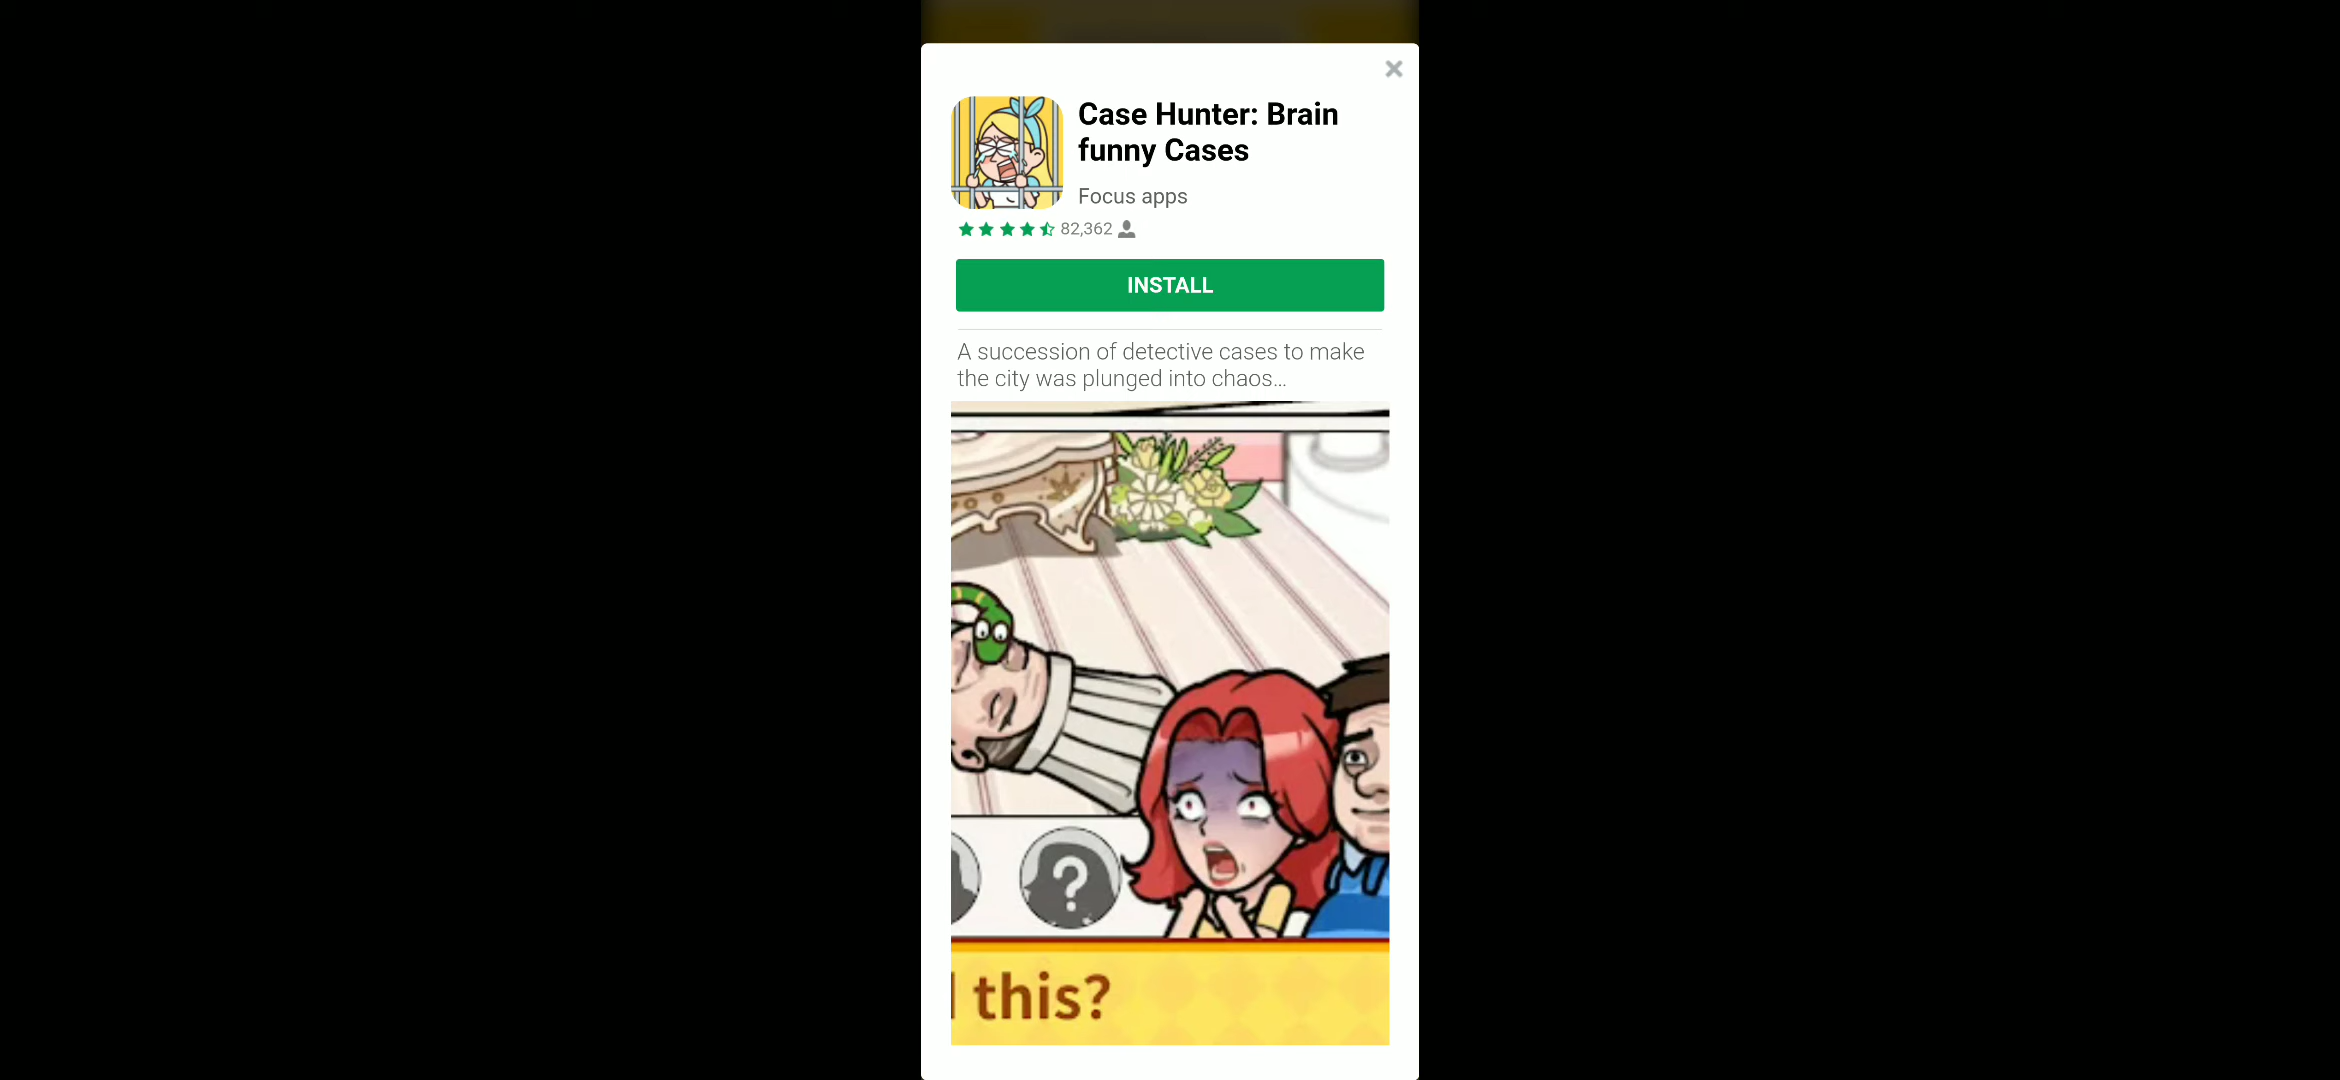 Case Hunter: Brain
funny Cases
Focus apps
82,362
INSTALL
A succession of detective cases to make
the city was plunged into chaos...
?
this?